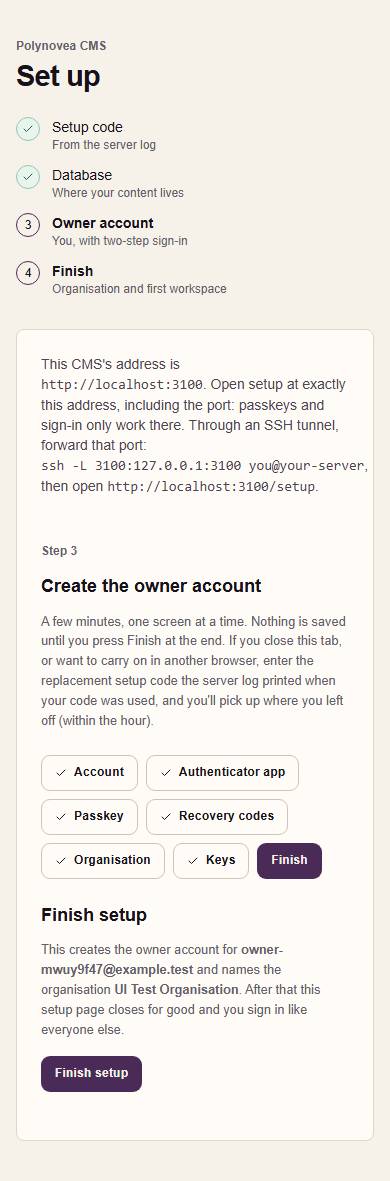 Polynovea CMS
Set up
Setup code
From the server log
Database
Where your content lives
3
Owner account
You, with two-step sign-in
4
Finish
Organisation and first workspace
This CMS's address is
http://localhost:3100. Open setup at exactly
this address, including the port: passkeys and
sign-in only work there. Through an SSH tunnel,
forward that port:
ssh -L 3100:127.0.0.1:3100 you@your-server,
then open http://localhost:3100/setup.
Step 3
Create the owner account
A few minutes, one screen at a time. Nothing is saved
until you press Finish at the end. If you close this tab,
or want to carry on in another browser, enter the
replacement setup code the server log printed when
your code was used, and you'll pick up where you left
off (within the hour).
Account
Authenticator app
Passkey
Recovery codes
Organisation
Keys
Finish
Finish setup
This creates the owner account for owner-
mwuy9f47@example.test and names the
organisation UI Test Organisation. After that this
setup page closes for good and you sign in like
everyone else.
Finish setup